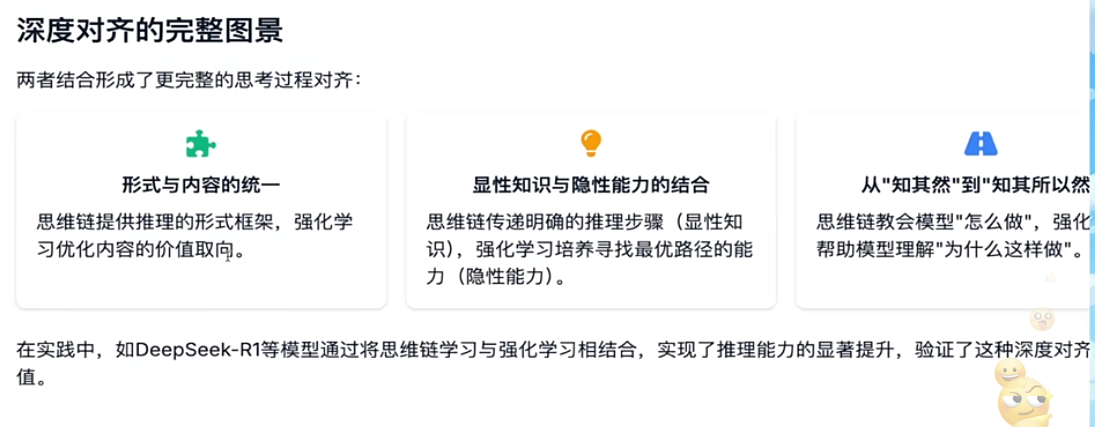 深度对齐的完整图景
两者结合形成了更完整的思考过程对齐：
形式与内容的统一
思维链提供推理的形式框架，强化学
习优化内容的价值取向。
显性知识与隐性能力的结合
思维链传递明确的推理步骤（显性知
识），强化学习培养寻找最优路径的能
力（隐性能力）。
从"知其然"到"知其所以然
思维链教会模型"怎么做"，强化
帮助模型理解"为什么这样做"。
在实践中，如DeepSeek-R1等模型通过将思维链学习与强化学习相结合，实现了推理能力的显著提升，验证了这种深度对齐
值。